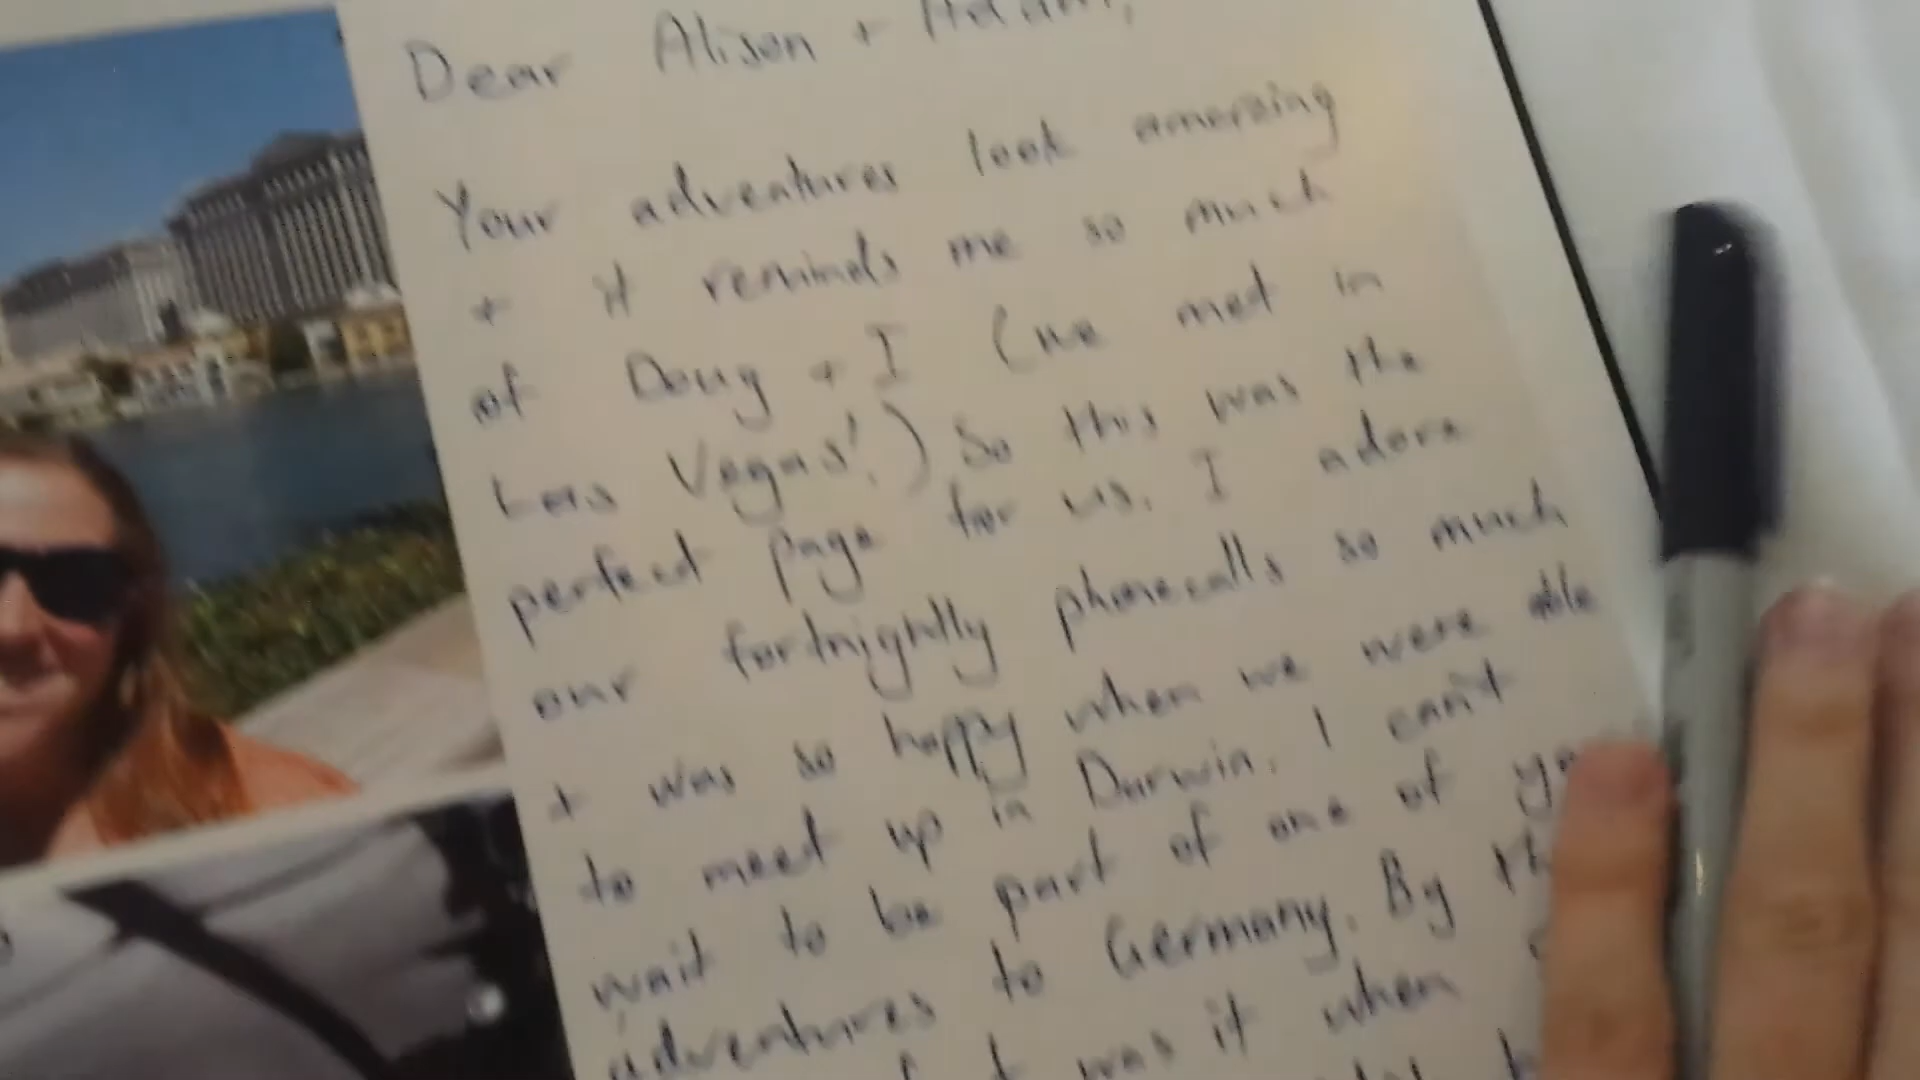 Dear Alison + Adam,
Your adventures look amazing
+ it reminds me so much
of Doug + I (we met in
Las Vegas!) So this was the
perfect page for us. I adore
our fortnightly phonecalls so much
+ was so happy when we were able
to meet up in Darwin. I can't
wait to be part of one of
adventures to Germany. By
was it when